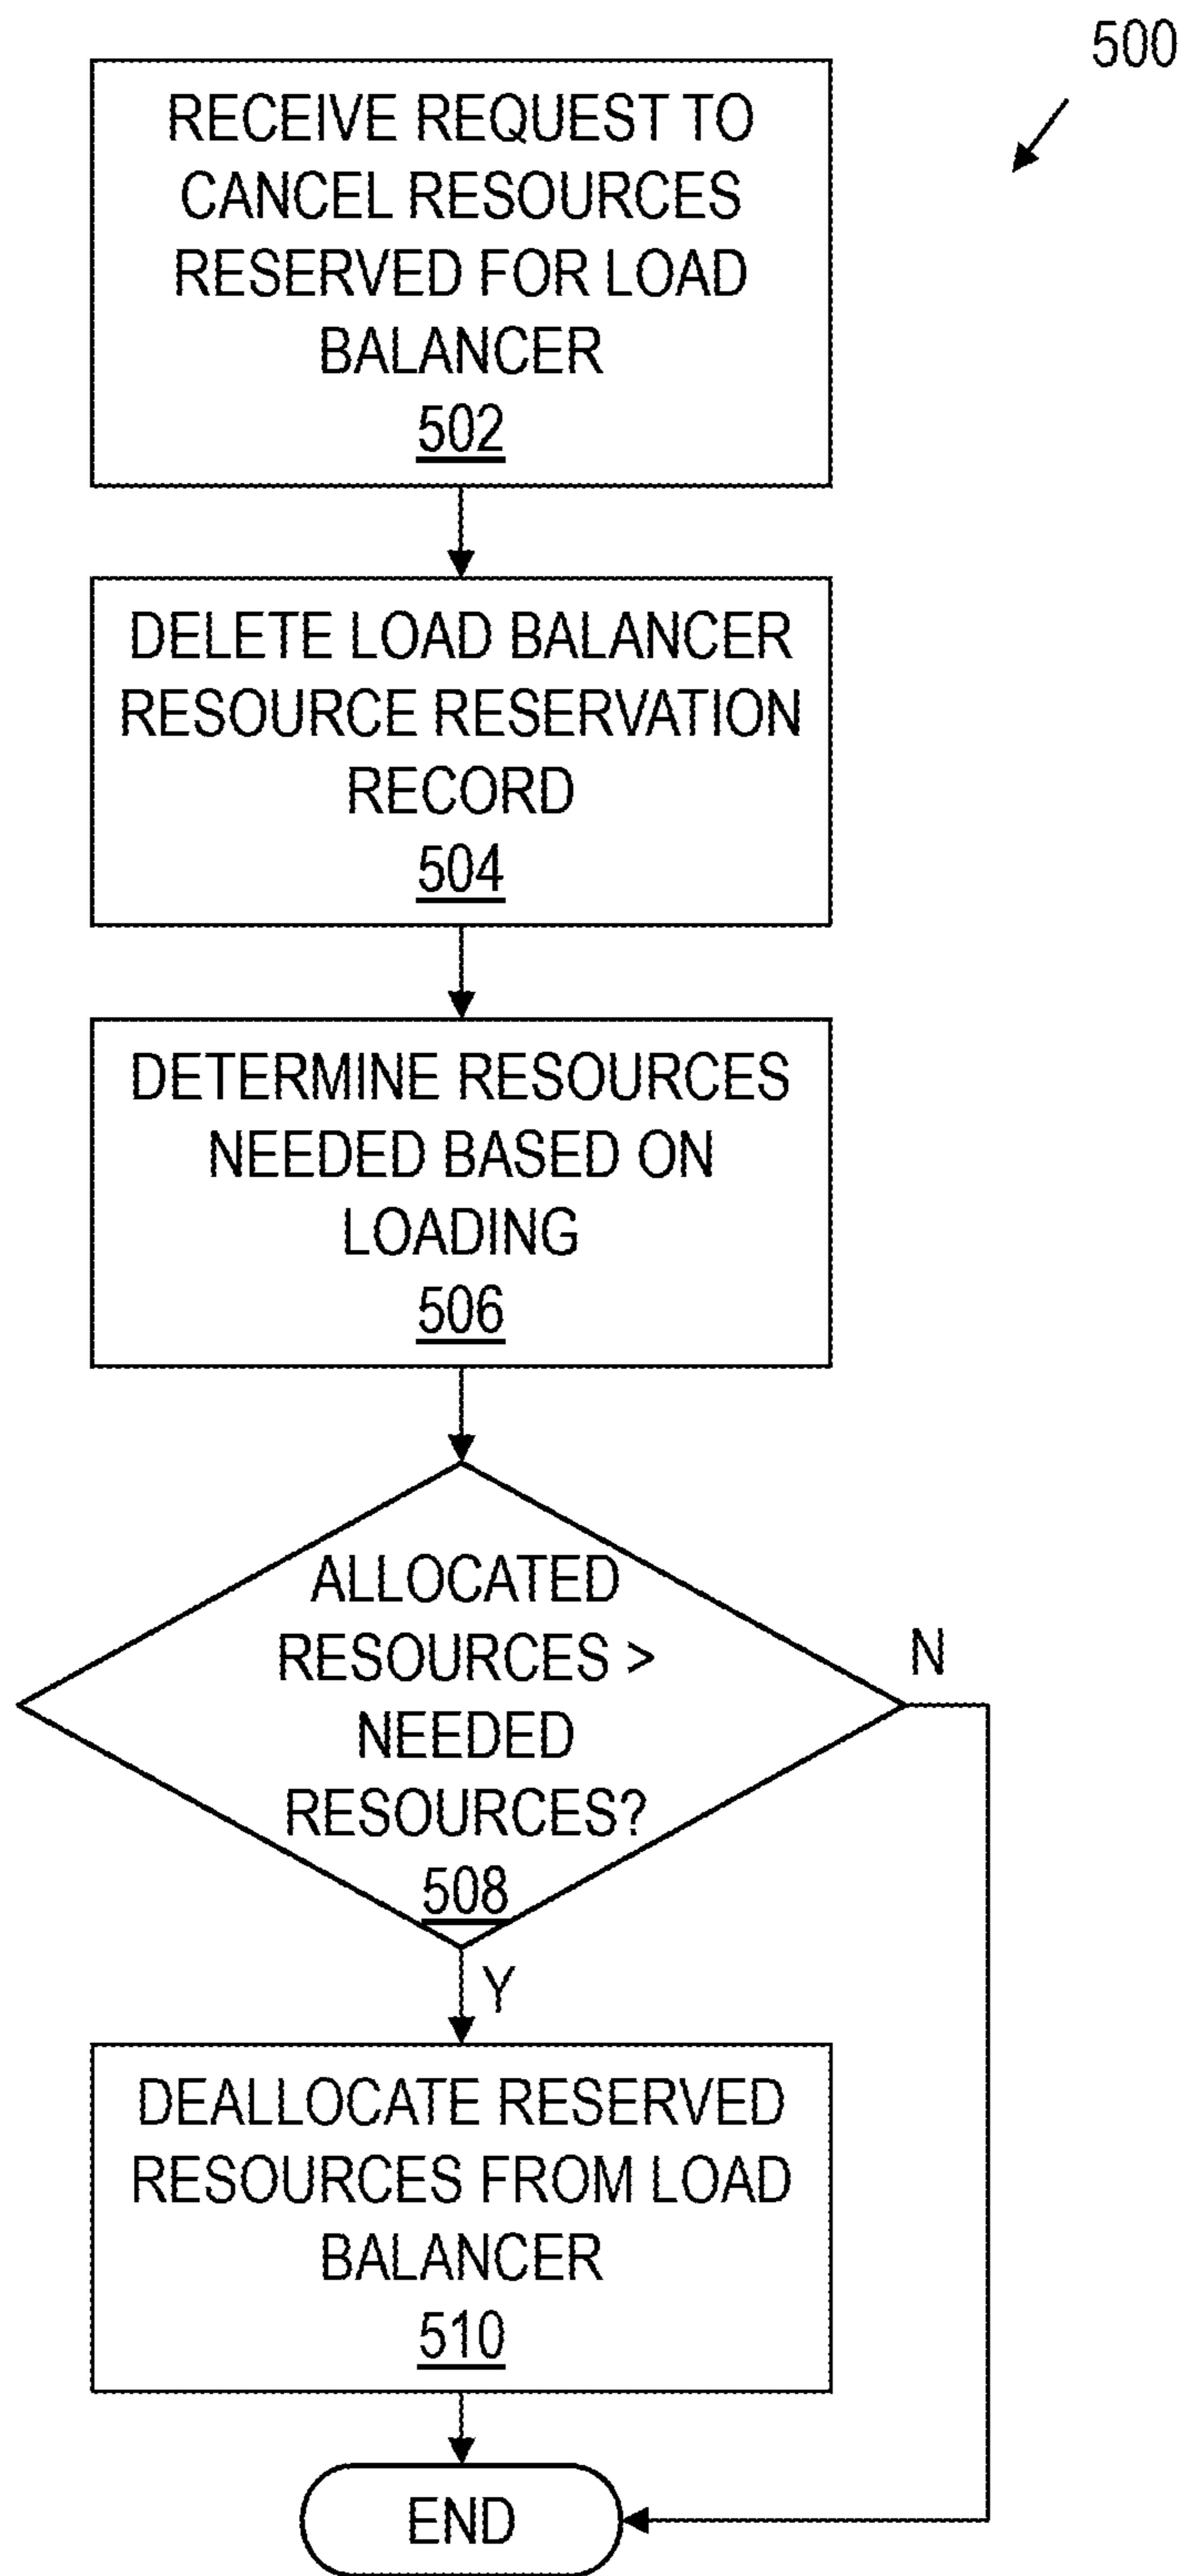 500
RECEIVE REQUEST TO
CANCEL RESOURCES
RESERVED FOR LOAD
BALANCER
502
DELETE LOAD BALANCER
RESOURCE RESERVATION
RECORD
504
DETERMINE RESOURCES
NEEDED BASED ON
LOADING
506
ALLOCATED
RESOURCES >
NEEDED
RESOURCES?
508
N
Y
DEALLOCATE RESERVED
RESOURCES FROM LOAD
BALANCER
510
END